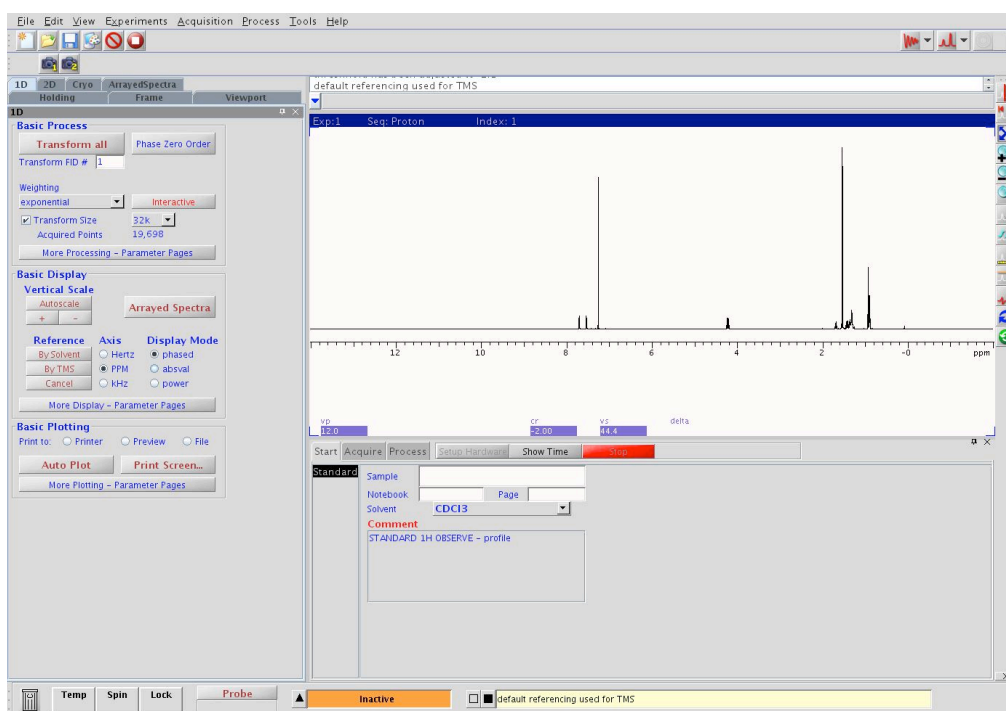 File Edit View Experiments Acquisition Process Tools Help
1D 2D Cryo ArrayedSpectra
Holding Frame Viewport
1D
Basic Process
Transform all Phase Zero Order
Transform FID # 1
Weighting
exponential Interactive
Transform Size 32k
Acquired Points 19,698
More Processing - Parameter Pages
Basic Display
Vertical Scale
Autoscale
+ -
Arrayed Spectra
Reference Axis Display Mode
By Solvent Hertz phased
By TMS PPM absval
Cancel kHz power
More Display - Parameter Pages
Basic Plotting
Print to: Printer Preview File
Auto Plot Print Screen...
More Plotting - Parameter Pages
default referencing used for TMS
Exp:1 Seq: Proton Index: 1
12 10 8 6 4 2 -0 ppm
vp cr vs delta
12.0 -2.00 44.4
Start Acquire Process Setup Hardware Show Time Stop
Standard
Sample
Notebook Page
Solvent CDCl3
Comment
STANDARD 1H OBSERVE - profile
Temp Spin Lock Probe
Inactive
default referencing used for TMS